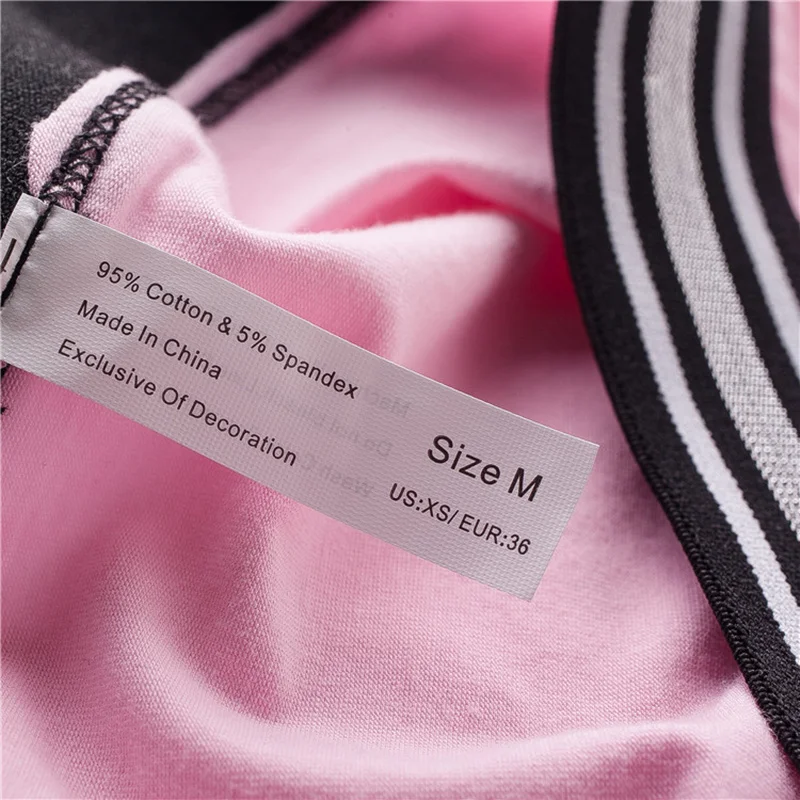 95% Cotton & 5% Spandex
Made In China
Exclusive Of Decoration
Size M
US:XS/ EUR:36